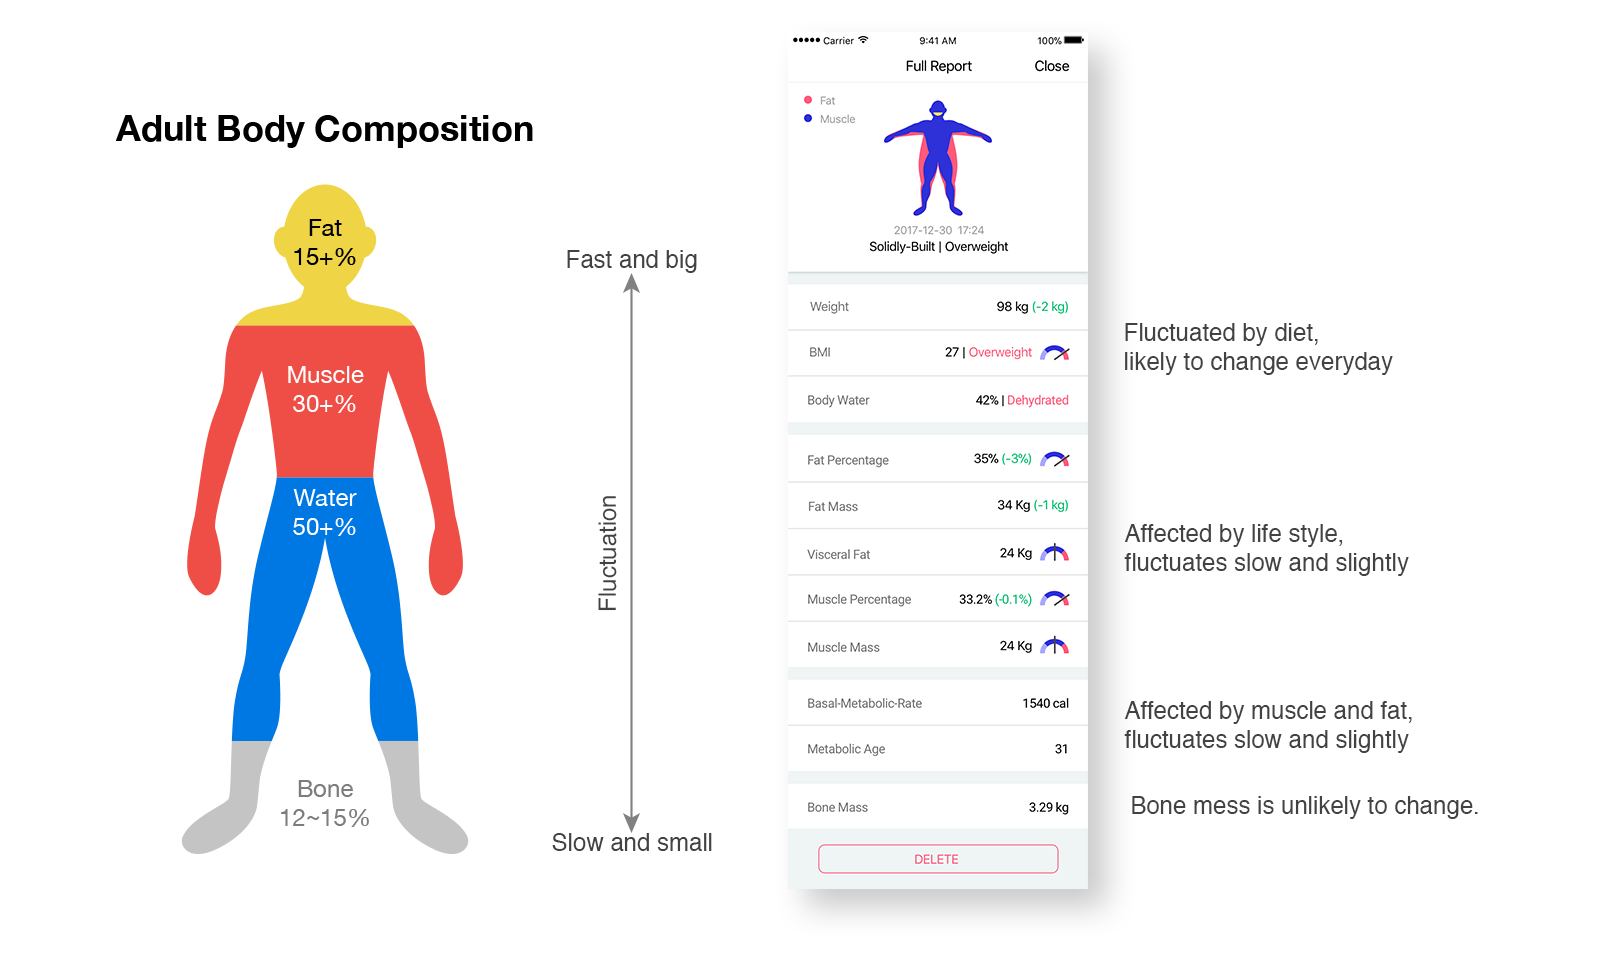 Adult Body Composition
Fat
15+%
Muscle
30+%
Water
50+%
Bone
12~15%
Fast and big
Fluctuation
Slow and small
Carrier 9:41 AM 100%
Full Report Close
Fat
Muscle
2017-12-30 17:24
Solidly-Built | Overweight
Weight 98 kg (-2 kg)
BMI 27 | Overweight
Body Water 42% | Dehydrated
Fat Percentage 35% (-3%)
Fat Mass 34 Kg (-1 kg)
Visceral Fat 24 Kg
Muscle Percentage 33.2% (-0.1%)
Muscle Mass 24 Kg
Basal-Metabolic-Rate 1540 cal
Metabolic Age 31
Bone Mass 3.29 kg
DELETE
Fluctuated by diet,
likely to change everyday
Affected by life style,
fluctuates slow and slightly
Affected by muscle and fat,
fluctuates slow and slightly
Bone mess is unlikely to change.